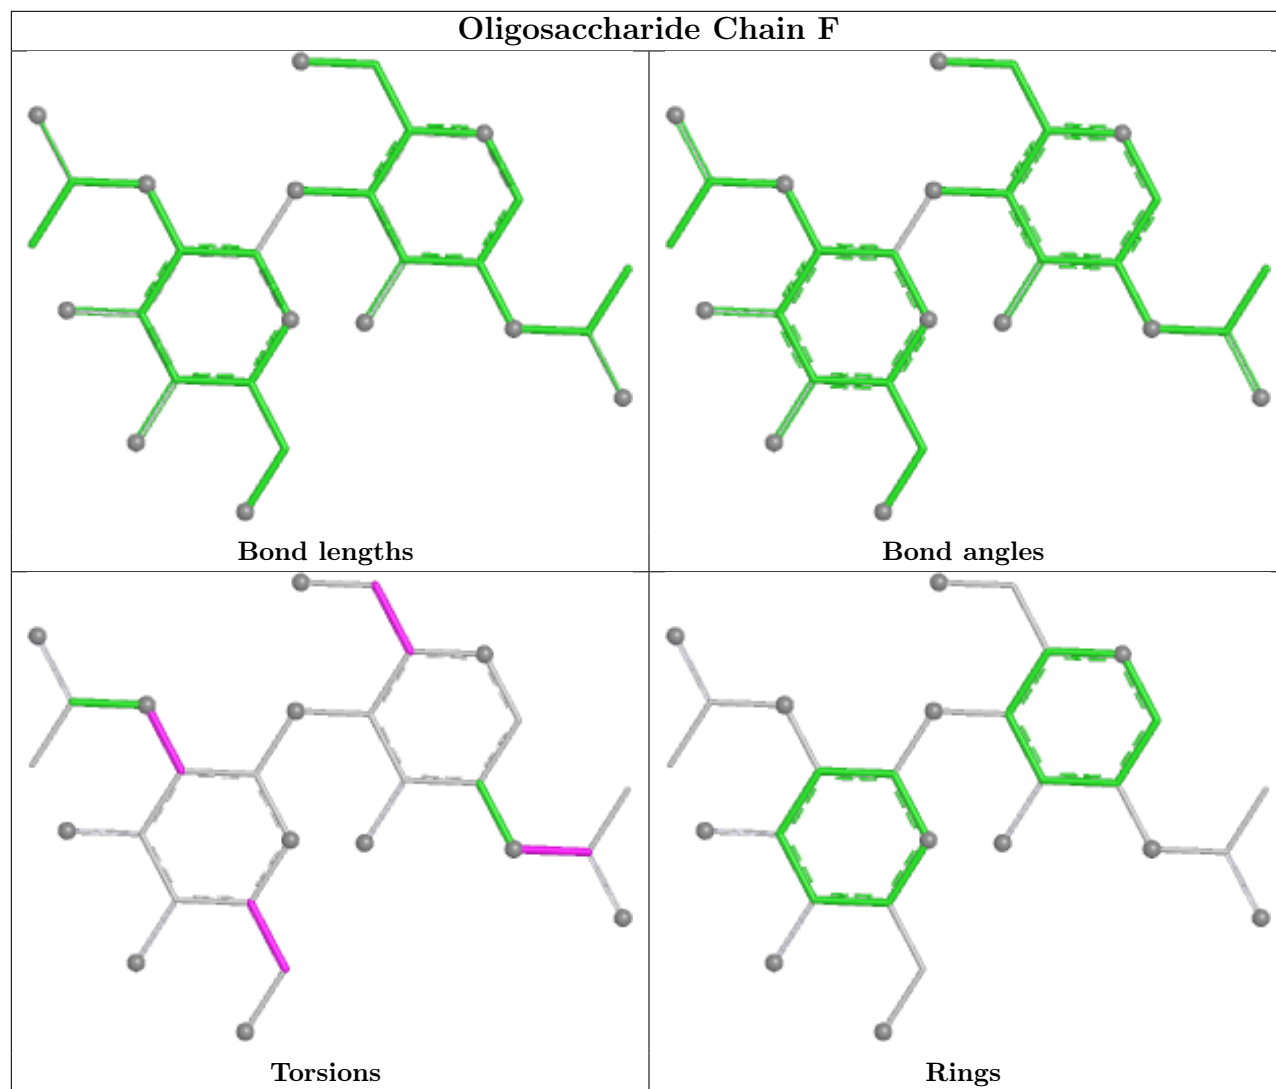 Oligosaccharide Chain F
Bond lengths
Bond angles
Torsions
Rings